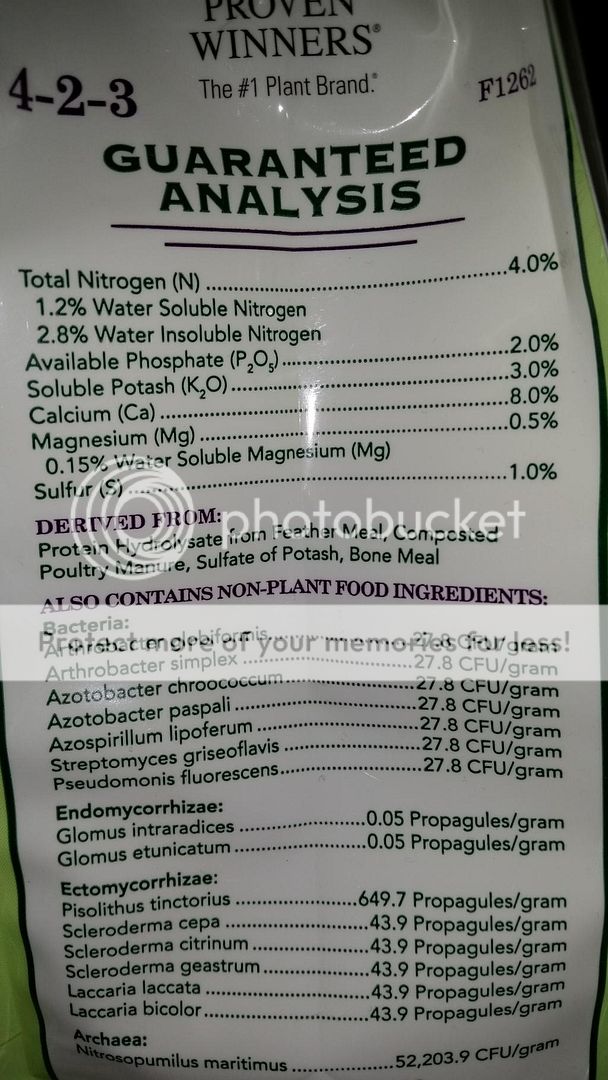 PROVEN
WINNERS®
The #1 Plant Brand.®
4-2-3
F1262
GUARANTEED
ANALYSIS
Total Nitrogen (N) ........ 4.0%
1.2% Water Soluble Nitrogen
2.8% Water Insoluble Nitrogen
Available Phosphate (P₂O₅) ........ 2.0%
Soluble Potash (K₂O) ........ 3.0%
Calcium (Ca) ........ 8.0%
Magnesium (Mg) ........ 0.5%
0.15% Water Soluble Magnesium (Mg)
Sulfur (S) ........ 1.0%
photobucket
DERIVED FROM:
Protein Hydrolysate from Feather Meal, Composted
Poultry Manure, Sulfate of Potash, Bone Meal
ALSO CONTAINS NON-PLANT FOOD INGREDIENTS:
Bacteria:
Protect more of your memories for less!
Arthrobacter globiformis ........ 27.8 CFU/gram
Arthrobacter simplex ........ 27.8 CFU/gram
Azotobacter chroococcum ........ 27.8 CFU/gram
Azotobacter paspali ........ 27.8 CFU/gram
Azospirillum lipoferum ........ 27.8 CFU/gram
Streptomyces griseoflavis ........ 27.8 CFU/gram
Pseudomonis fluorescens ........ 27.8 CFU/gram
Endomycorrhizae:
Glomus intraradices ........ 0.05 Propagules/gram
Glomus etunicatum ........ 0.05 Propagules/gram
Ectomycorrhizae:
Pisolithus tinctorius ........ 649.7 Propagules/gram
Scleroderma cepa ........ 43.9 Propagules/gram
Scleroderma citrinum ........ 43.9 Propagules/gram
Scleroderma geastrum ........ 43.9 Propagules/gram
Laccaria laccata ........ 43.9 Propagules/gram
Laccaria bicolor ........ 43.9 Propagules/gram
Archaea:
Nitrosopumilus maritimus ........ 52,203.9 CFU/gram